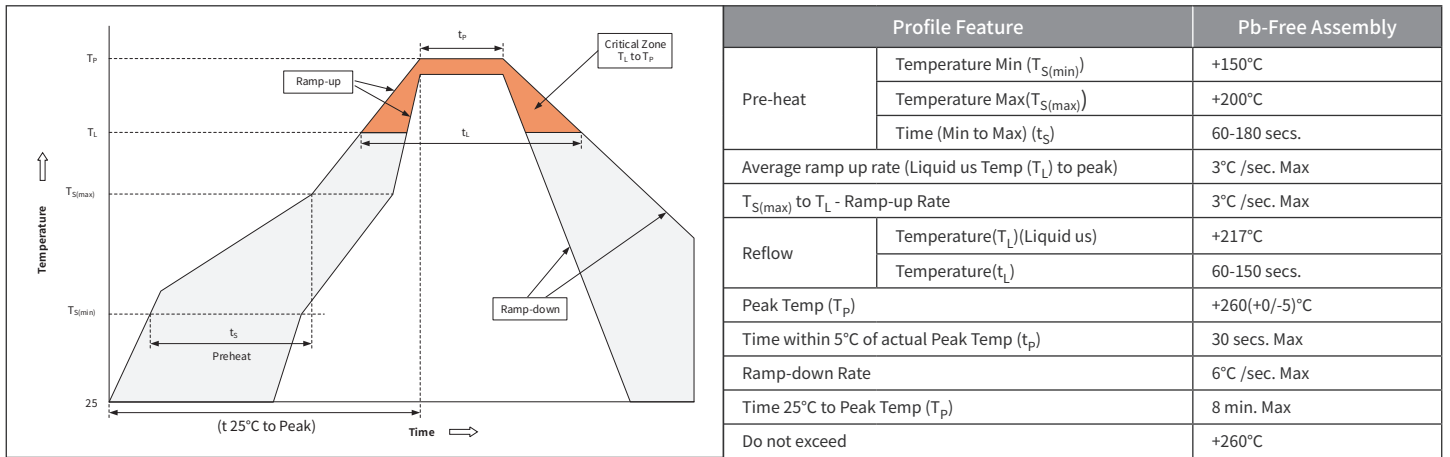 tP
Critical Zone
TL to TP
TP
Ramp-up
TL
tL
TS(max)
Temperature
Ramp-down
TS(min)
tS
Preheat
25
(t 25°C to Peak)
Time
Profile Feature Pb-Free Assembly
Pre-heat
Temperature Min (TS(min)) +150°C
Temperature Max(TS(max)) +200°C
Time (Min to Max) (tS) 60-180 secs.
Average ramp up rate (Liquid us Temp (TL) to peak) 3°C /sec. Max
TS(max) to TL - Ramp-up Rate 3°C /sec. Max
Reflow
Temperature(TL)(Liquid us) +217°C
Temperature(tL) 60-150 secs.
Peak Temp (TP) +260(+0/-5)°C
Time within 5°C of actual Peak Temp (tP) 30 secs. Max
Ramp-down Rate 6°C /sec. Max
Time 25°C to Peak Temp (TP) 8 min. Max
Do not exceed +260°C